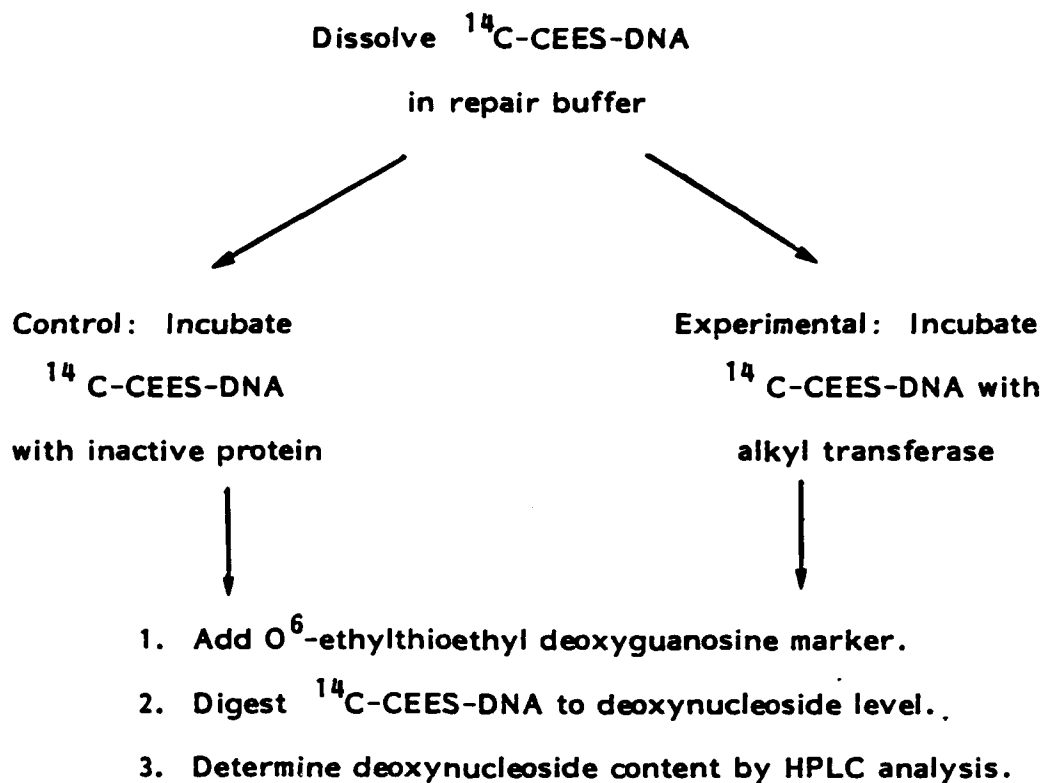 Dissolve ¹⁴C-CEES-DNA
in repair buffer
Control: Incubate
¹⁴C-CEES-DNA
with inactive protein
Experimental: Incubate
¹⁴C-CEES-DNA with
alkyl transferase
1. Add O⁶-ethylthioethyl deoxyguanosine marker.
2. Digest ¹⁴C-CEES-DNA to deoxynucleoside level.
3. Determine deoxynucleoside content by HPLC analysis.